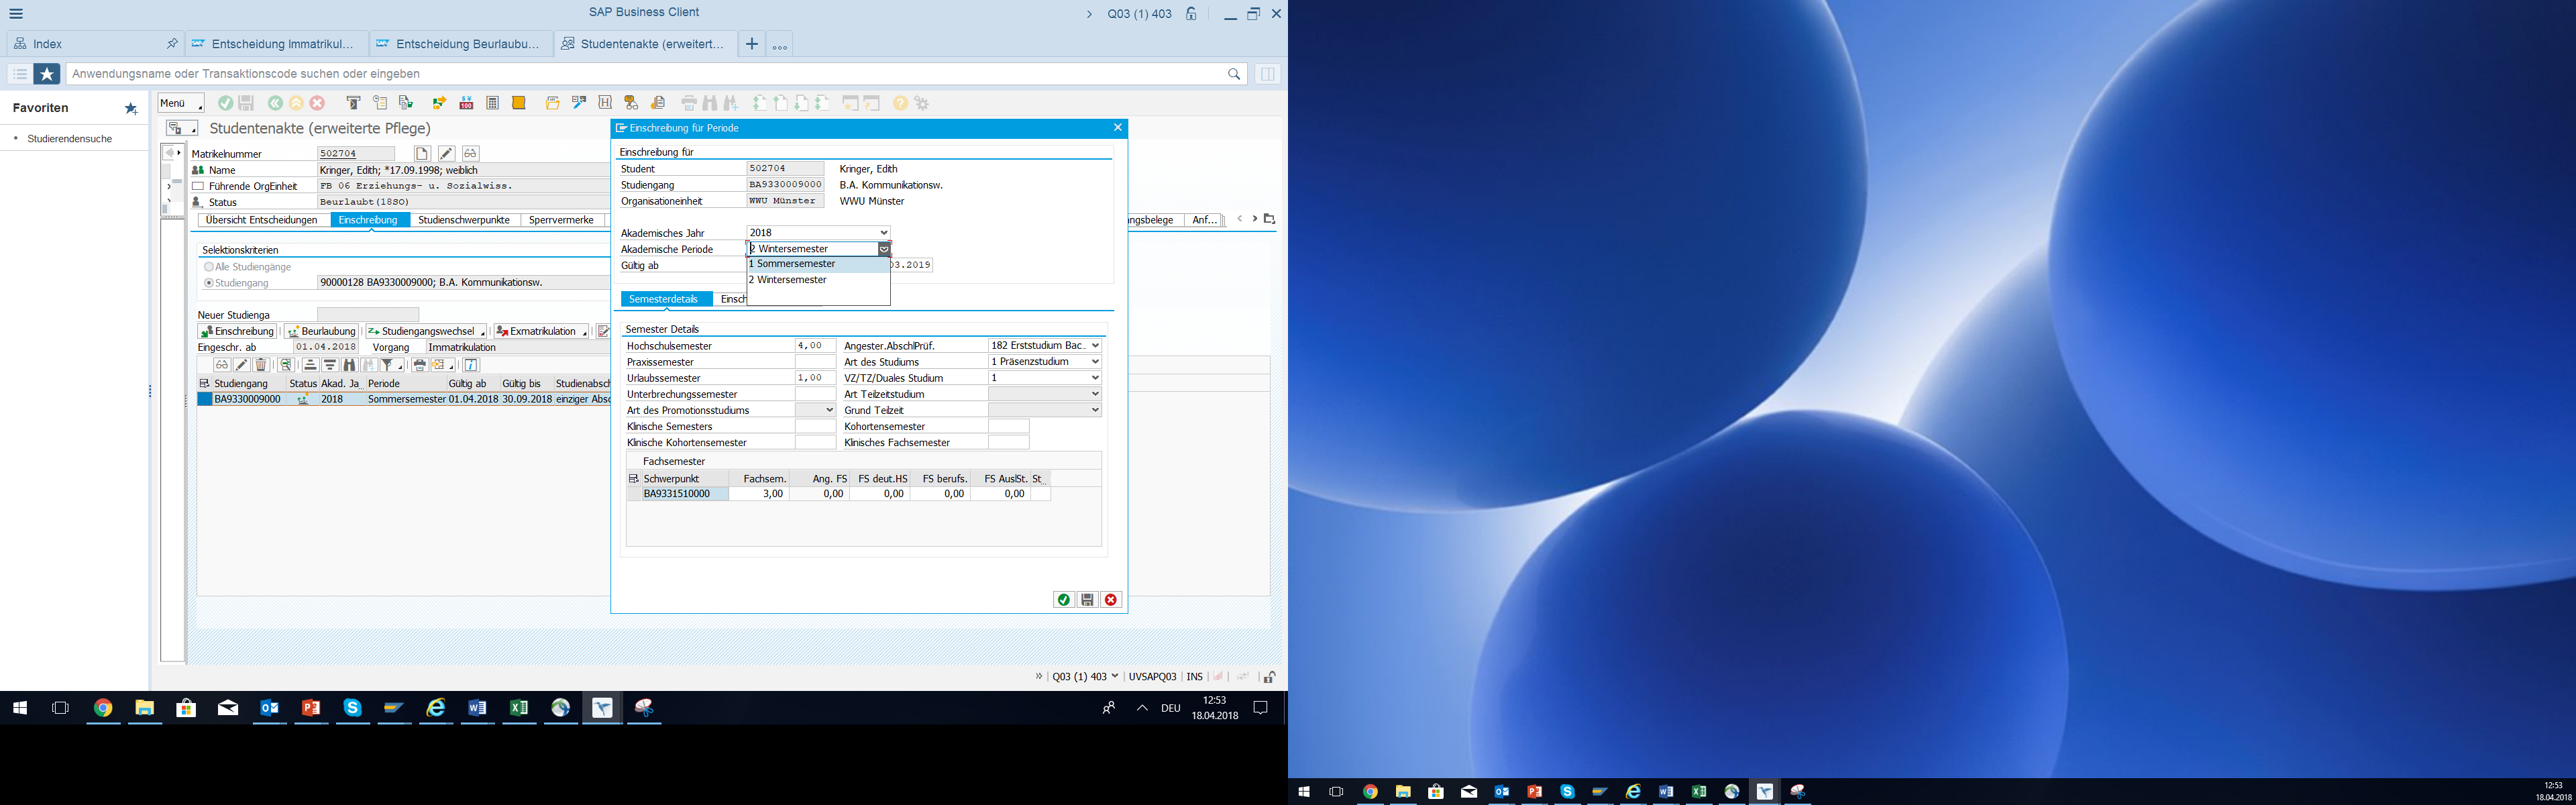 SAP Business Client
Q03 (1) 403
Index
Entscheidung Immatrikul...
Entscheidung Beurlaubu...
Studentenakte (erweitert...
Anwendungsname oder Transaktionscode suchen oder eingeben
Favoriten
Studierendensuche
Menü
Studentenakte (erweiterte Pflege)
Matrikelnummer 502704
Name Kringer, Edith; *17.09.1998; weiblich
Führende OrgEinheit FB 06 Erziehungs- u. Sozialwiss.
Status Beurlaubt(18SO)
Übersicht Entscheidungen Einschreibung Studienschwerpunkte Sperrvermerke
ngsbelege Anf...
Selektionskriterien
Alle Studiengänge
Studiengang 90000128 BA9330009000; B.A. Kommunikationsw.
Neuer Studienga
Einschreibung Beurlaubung Studiengangswechsel Exmatrikulation
Eingeschr. ab 01.04.2018 Vorgang Immatrikulation
Studiengang Status Akad. Ja... Periode Gültig ab Gültig bis Studienabsch
BA9330009000 2018 Sommersemester 01.04.2018 30.09.2018 einziger Absc
Einschreibung für Periode
Einschreibung für
Student 502704 Kringer, Edith
Studiengang BA9330009000 B.A. Kommunikationsw.
Organisationeinheit WWU Münster WWU Münster
Akademisches Jahr 2018
Akademische Periode 2 Wintersemester
Gültig ab 03.2019
1 Sommersemester
2 Wintersemester
Semesterdetails Einsch
Semester Details
Hochschulsemester 4,00 Angester.AbschlPrüf. 182 Erststudium Bac...
Praxissemester Art des Studiums 1 Präsenzstudium
Urlaubssemester 1,00 VZ/TZ/Duales Studium 1
Unterbrechungssemester Art Teilzeitstudium
Art des Promotionsstudiums Grund Teilzeit
Klinische Semesters Kohortensemester
Klinische Kohortensemester Klinisches Fachsemester
Fachsemester
Schwerpunkt Fachsem. Ang. FS FS deut.HS FS berufs. FS AuslSt. St...
BA9331510000 3,00 0,00 0,00 0,00 0,00
Q03 (1) 403 UVSAPQ03 INS
DEU
12:53
18.04.2018
12:53
18.04.2018